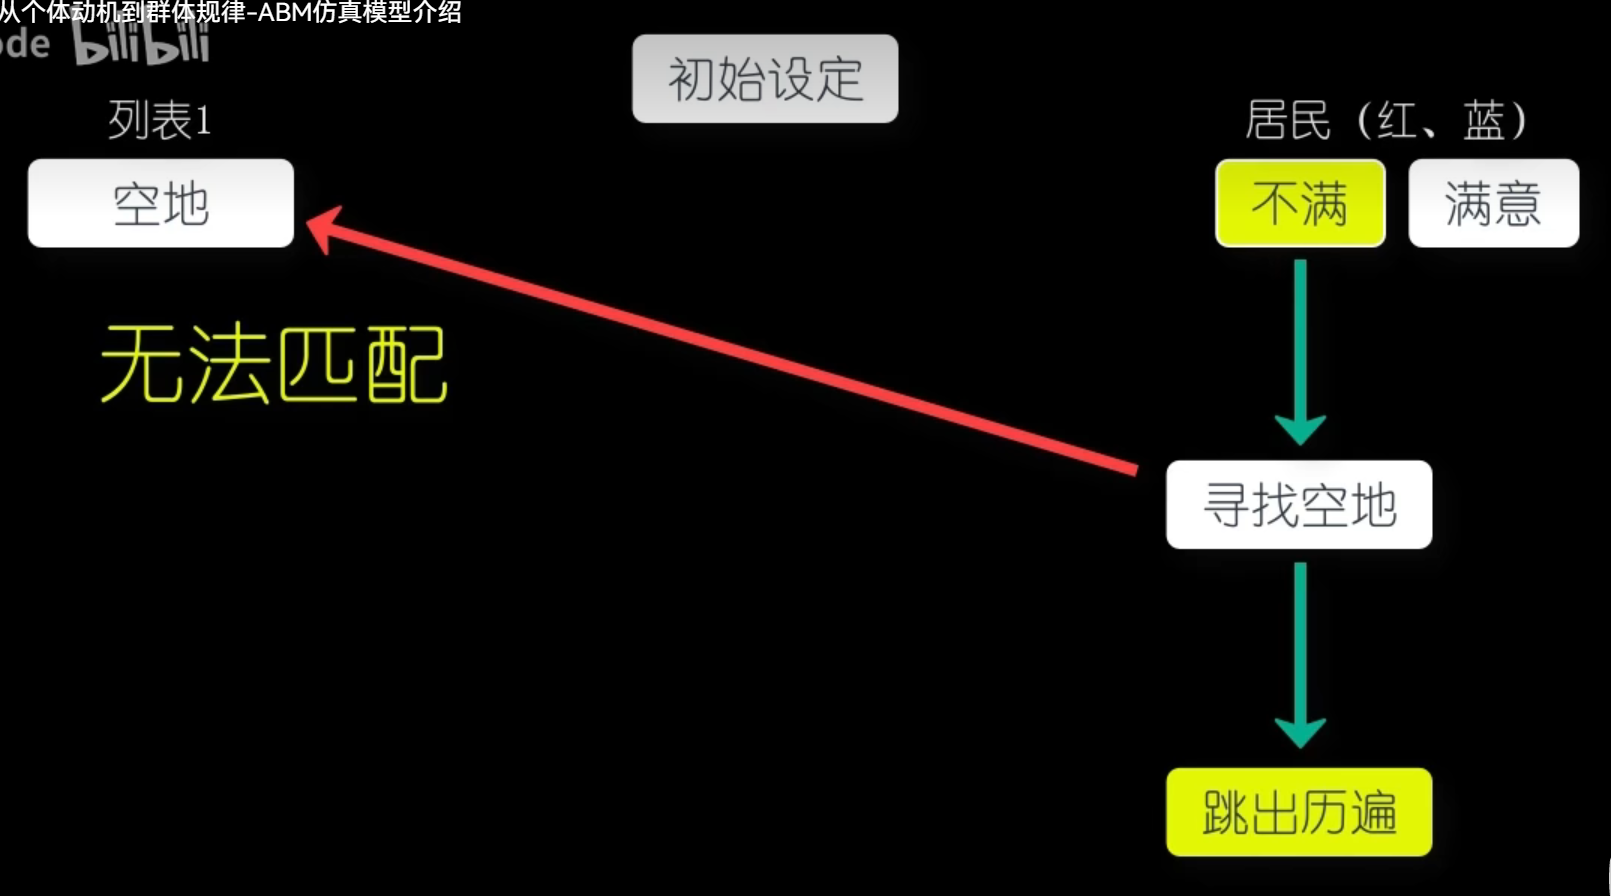 从个体动机到群体规律-ABM仿真模型介绍
ode bilibili
初始设定
列表1
居民（红、蓝）
空地
不满
满意
无法匹配
寻找空地
跳出历遍